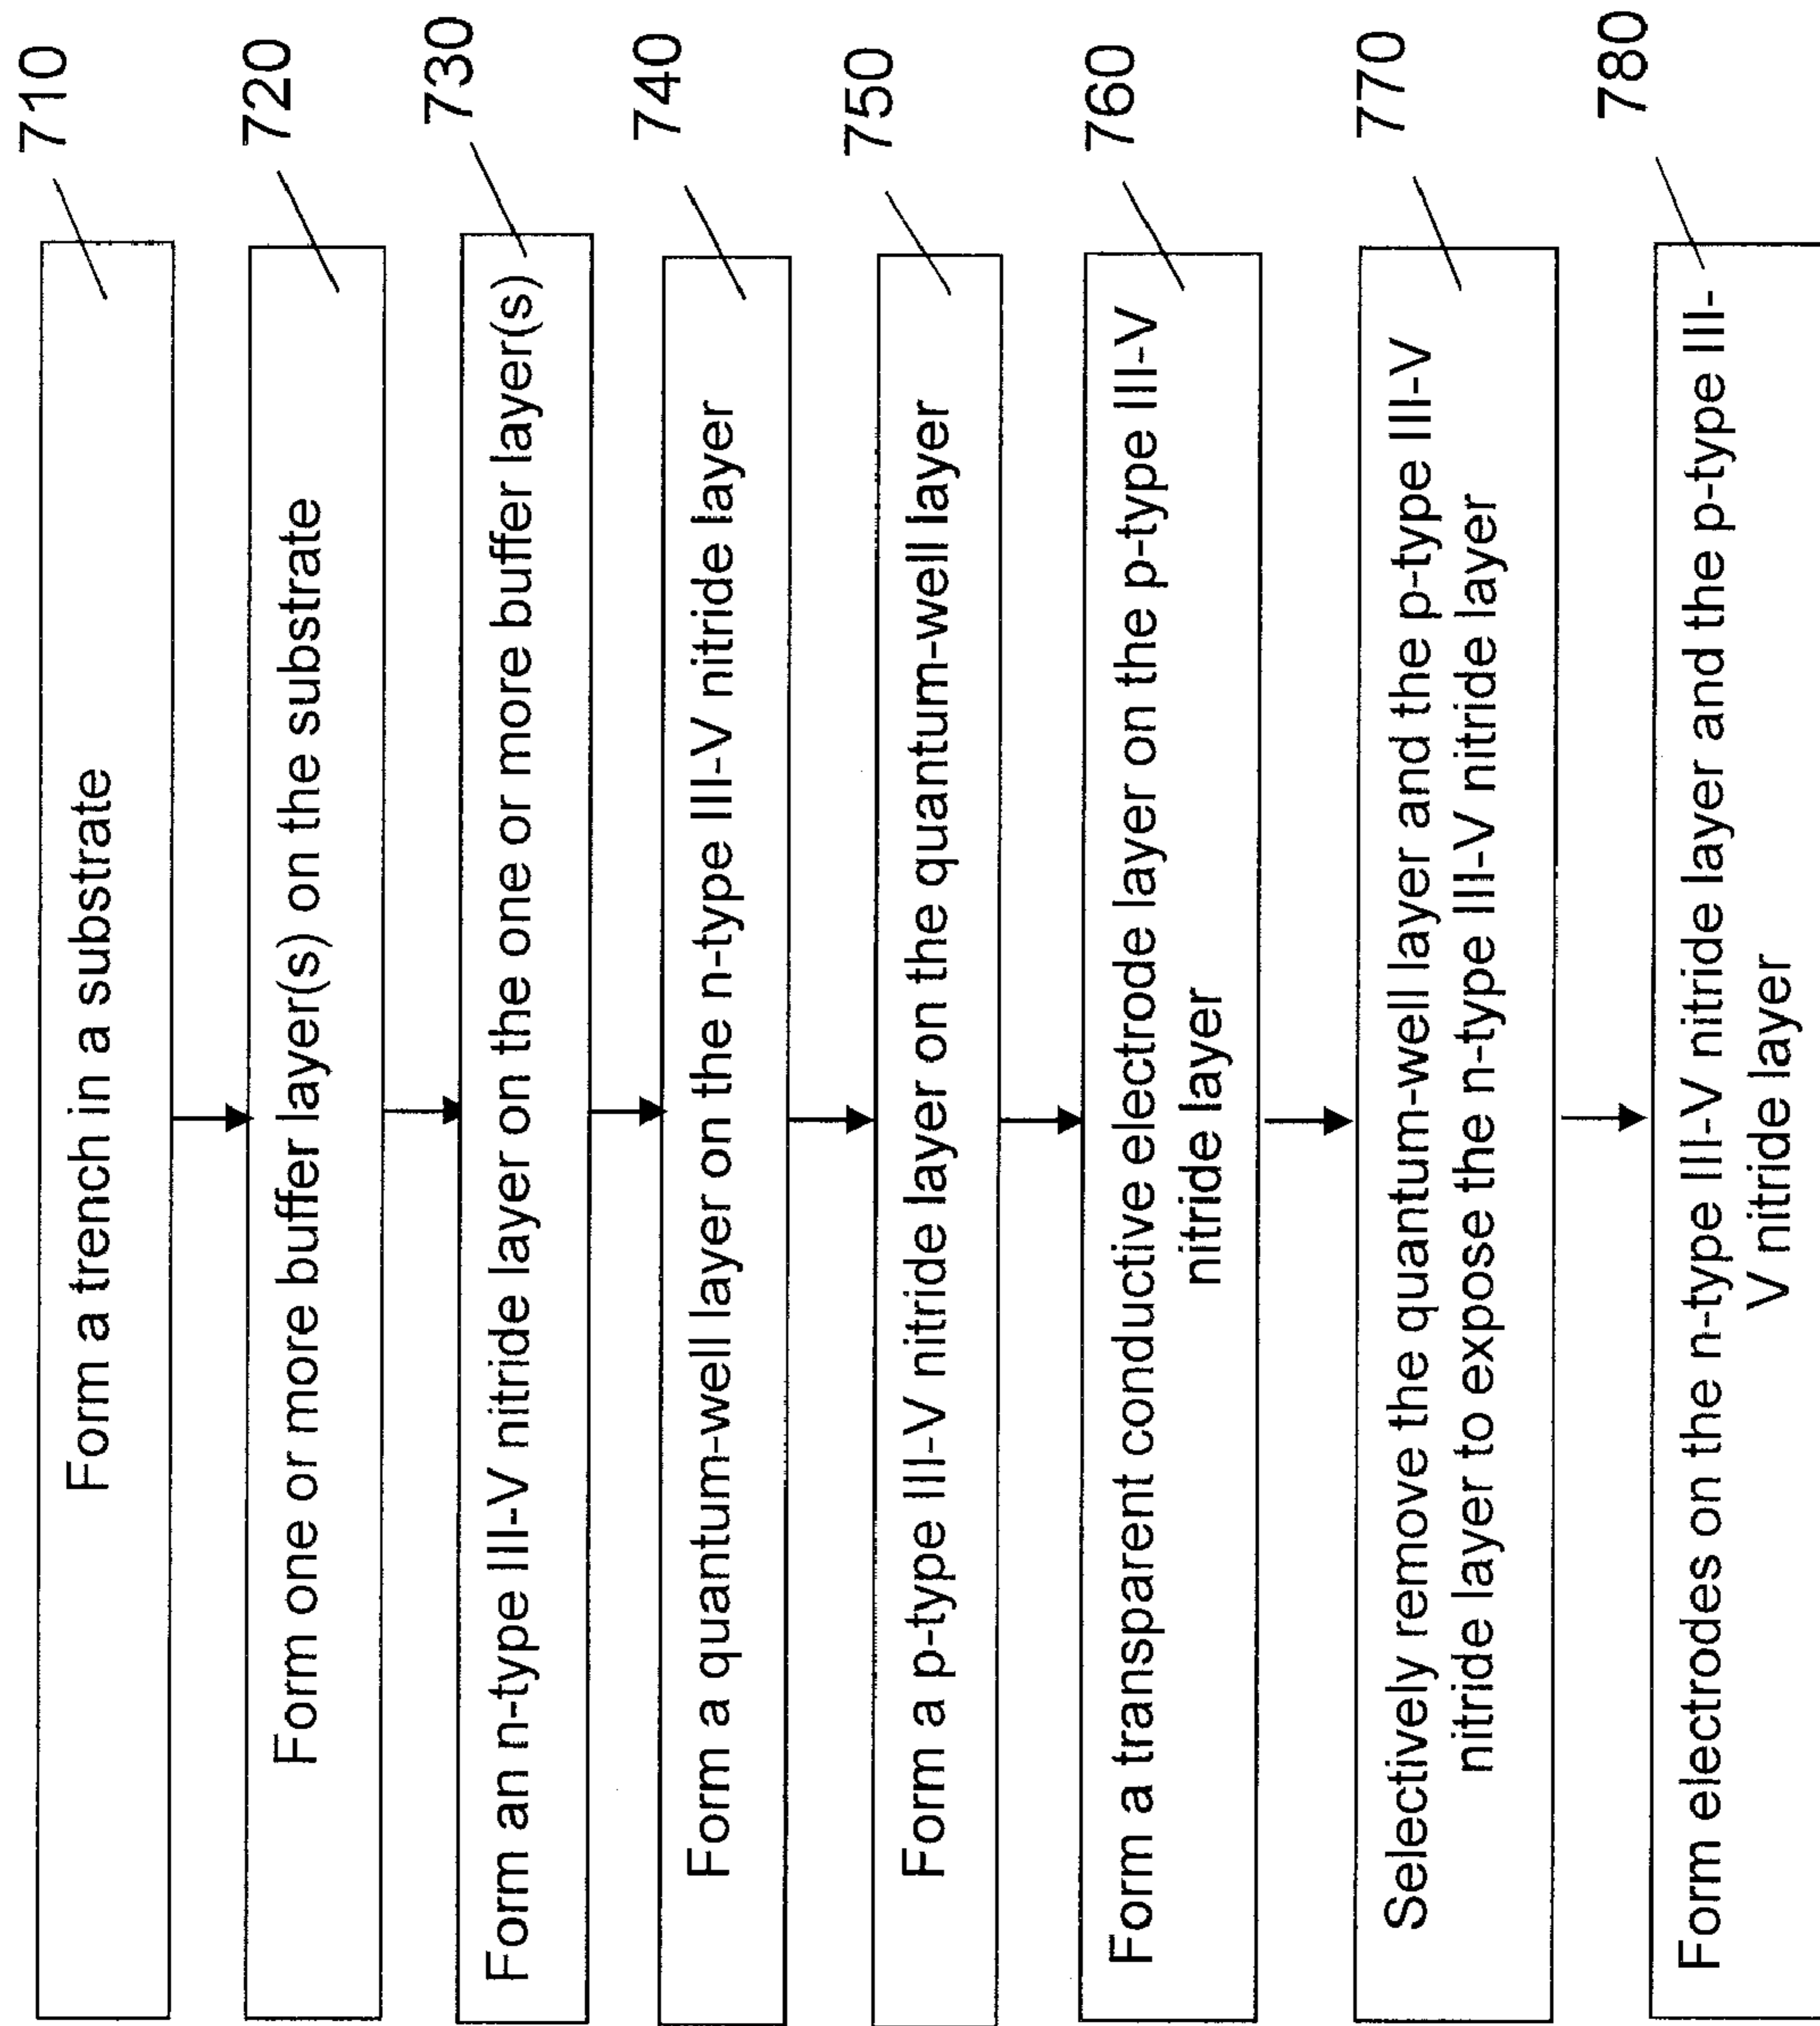 710
Form a trench in a substrate
720
Form one or more buffer layer(s) on the substrate
730
Form an n-type III-V nitride layer on the one or more buffer layer(s)
740
Form a quantum-well layer on the n-type III-V nitride layer
750
Form a p-type III-V nitride layer on the quantum-well layer
760
Form a transparent conductive electrode layer on the p-type III-V
nitride layer
770
Selectively remove the quantum-well layer and the p-type III-V
nitride layer to expose the n-type III-V nitride layer
780
Form electrodes on the n-type III-V nitride layer and the p-type III-
V nitride layer